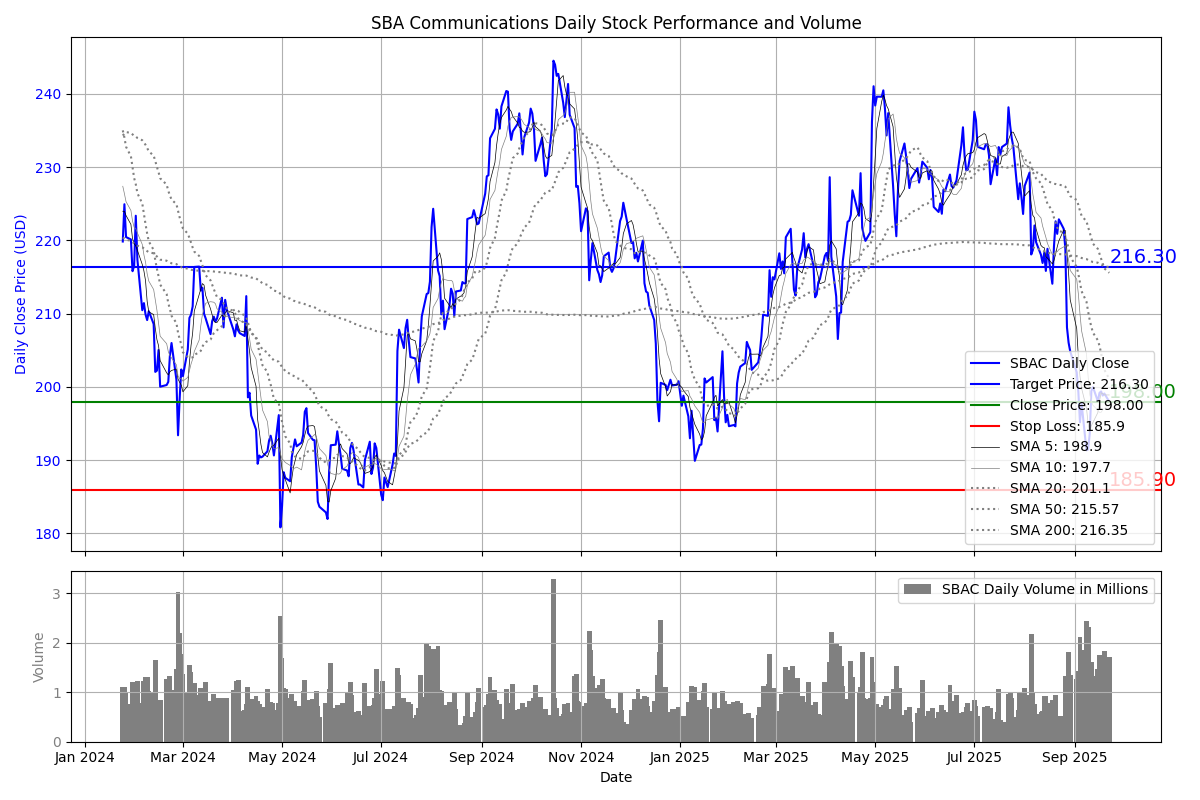 SBA Communications Daily Stock Performance and Volume
Daily Close Price (USD)
240
230
220
210
200
190
180
216.30
198.00
185.90
SBAC Daily Close
Target Price: 216.30
Close Price: 198.00
Stop Loss: 185.9
SMA 5: 198.9
SMA 10: 197.7
SMA 20: 201.1
SMA 50: 215.57
SMA 200: 216.35
Volume
3
2
1
0
SBAC Daily Volume in Millions
Jan 2024
Mar 2024
May 2024
Jul 2024
Sep 2024
Nov 2024
Jan 2025
Mar 2025
May 2025
Jul 2025
Sep 2025
Date